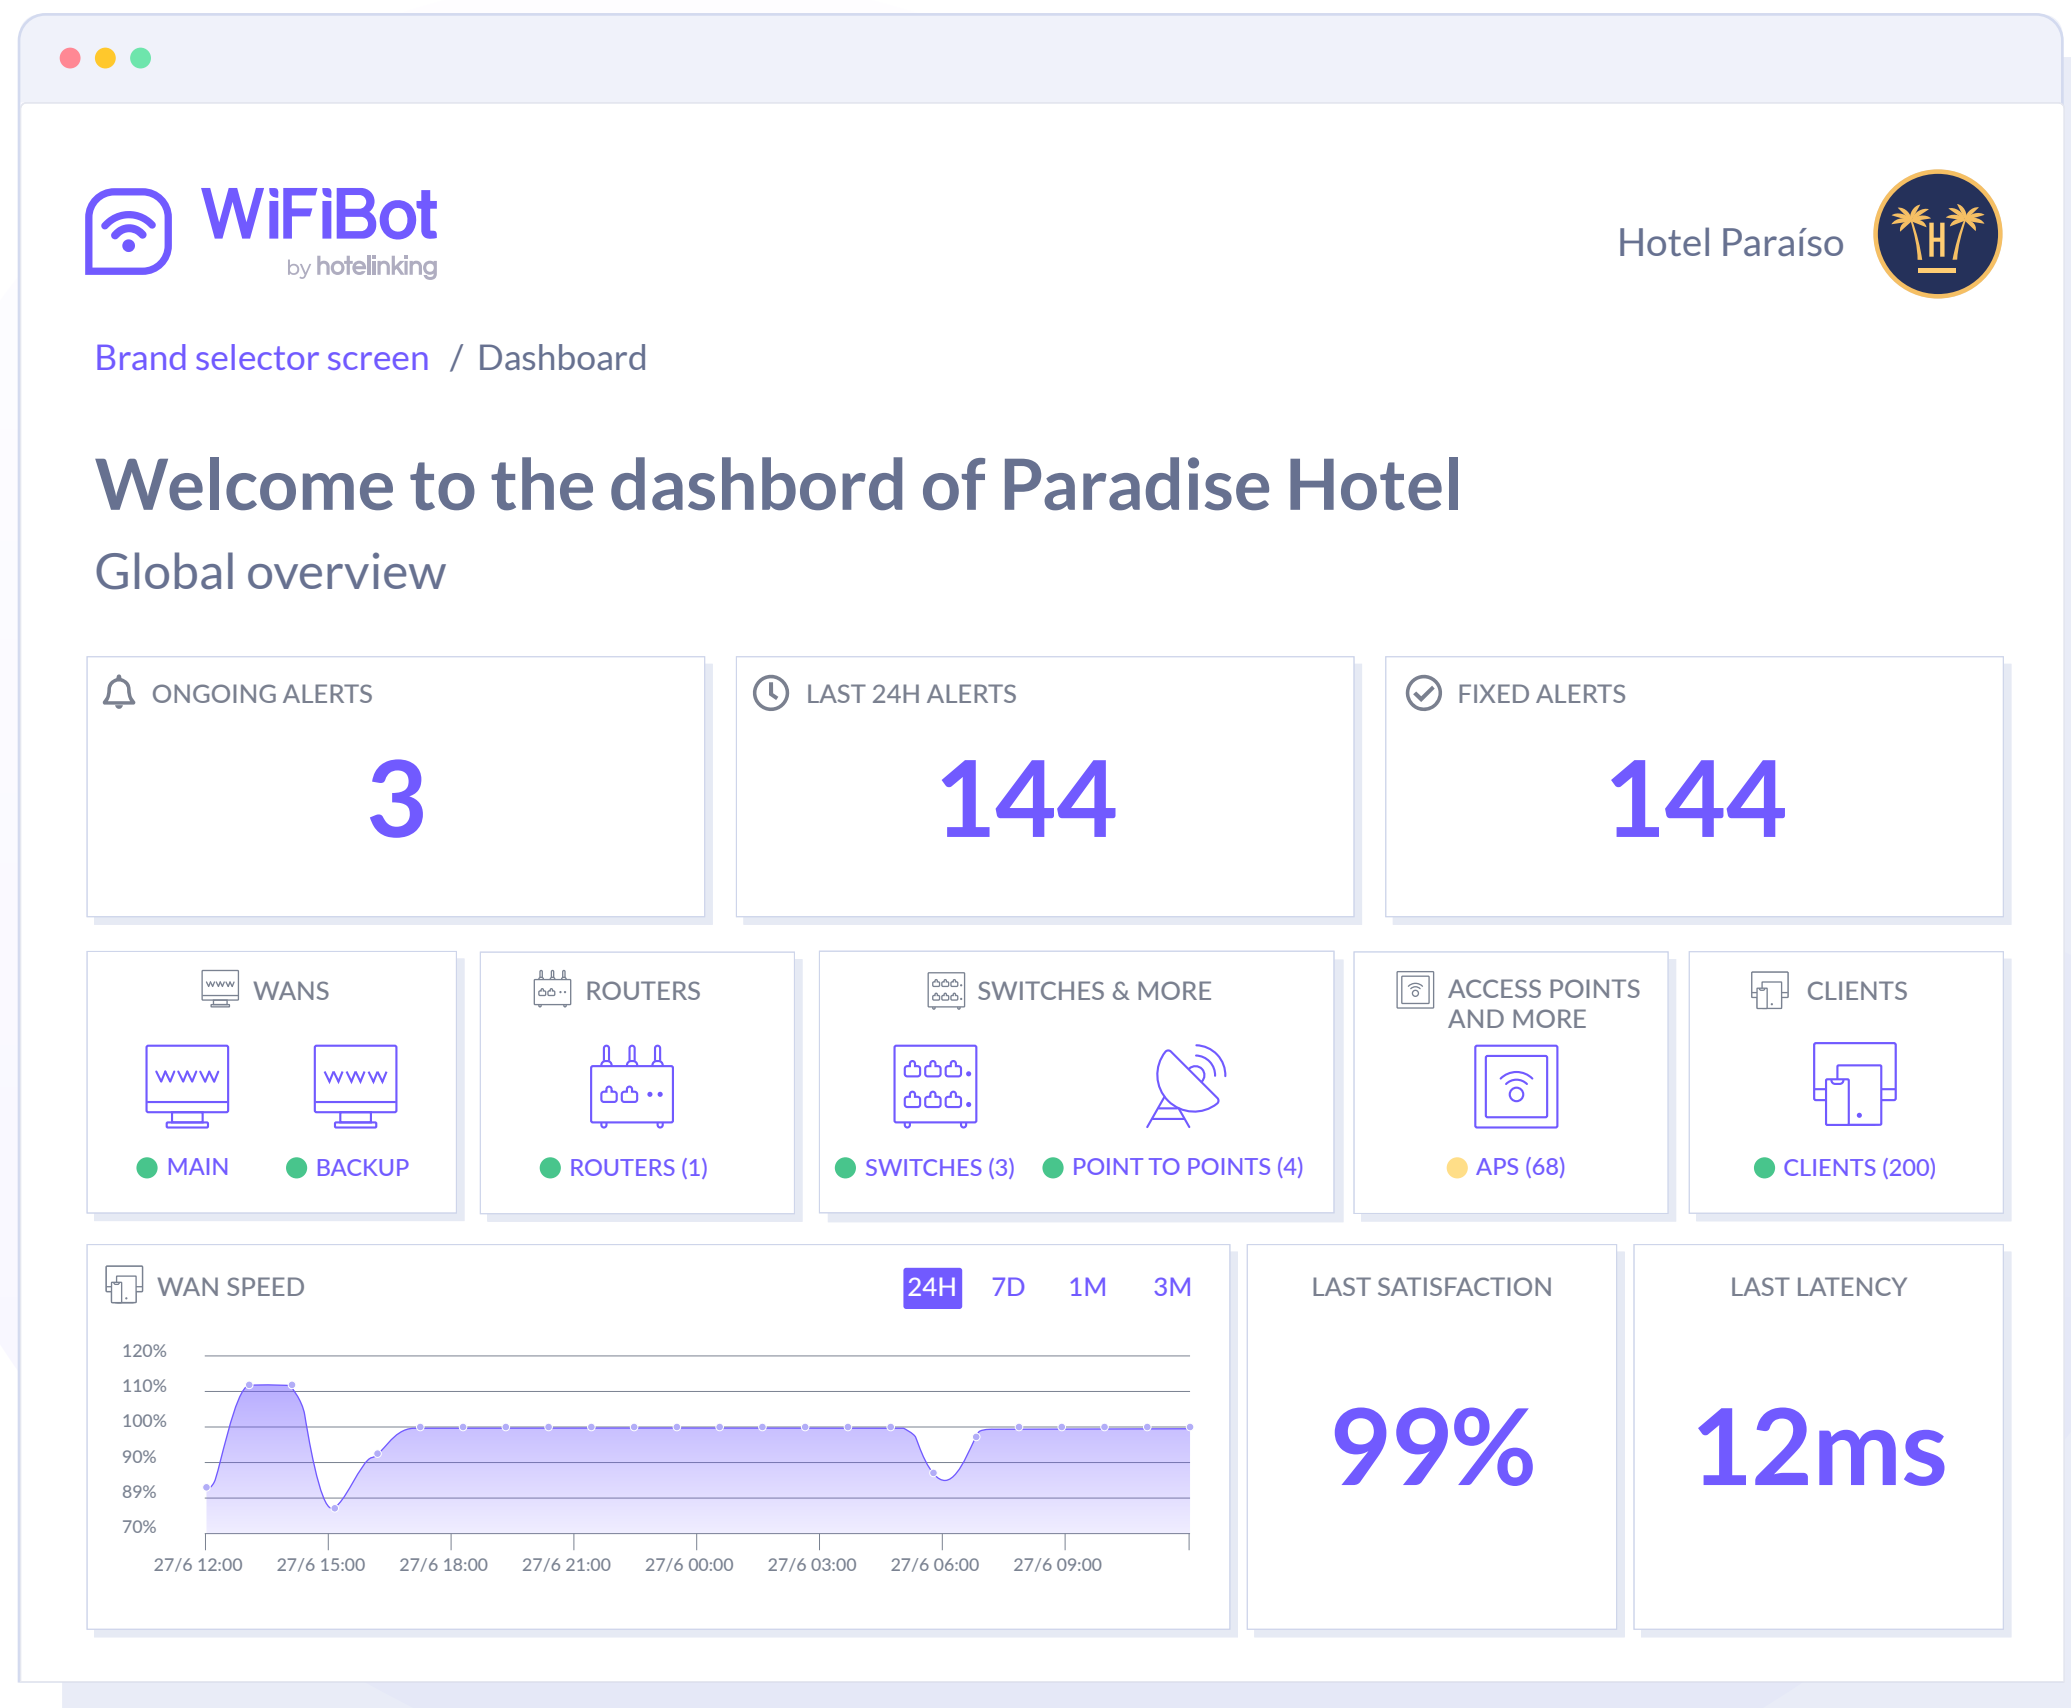 WiFiBot
by hotelinking
Hotel Paraíso
H
Brand selector screen / Dashboard
Welcome to the dashbord of Paradise Hotel
Global overview
ONGOING ALERTS
3
LAST 24H ALERTS
144
FIXED ALERTS
144
www WANS
www
MAIN
www
BACKUP
ROUTERS
ROUTERS (1)
SWITCHES & MORE
SWITCHES (3)
POINT TO POINTS (4)
ACCESS POINTS
AND MORE
APS (68)
CLIENTS
CLIENTS (200)
WAN SPEED
24H 7D 1M 3M
120%
110%
100%
90%
89%
70%
27/6 12:00 27/6 15:00 27/6 18:00 27/6 21:00 27/6 00:00 27/6 03:00 27/6 06:00 27/6 09:00
LAST SATISFACTION
99%
LAST LATENCY
12ms